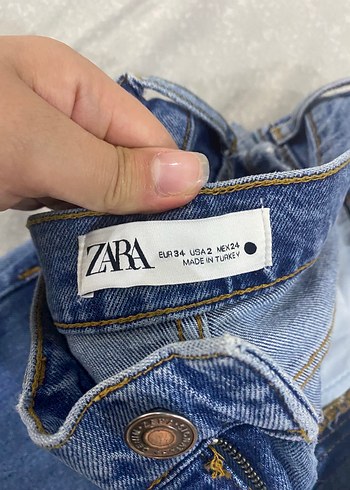 ZARA
EUR 34 USA 2 MEX 24
MADE IN TURKEY